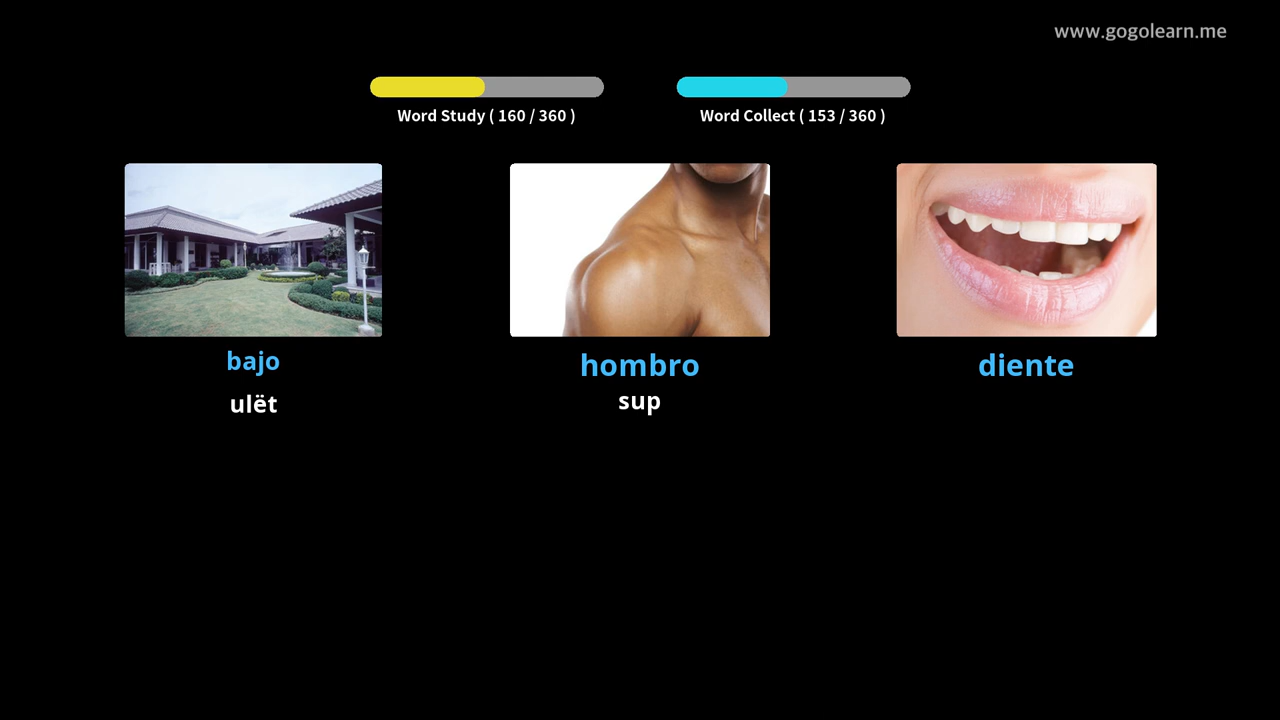 www.gogolearn.me
Word Study ( 160 / 360 )
Word Collect ( 153 / 360 )
bajo
ulët
hombro
sup
diente